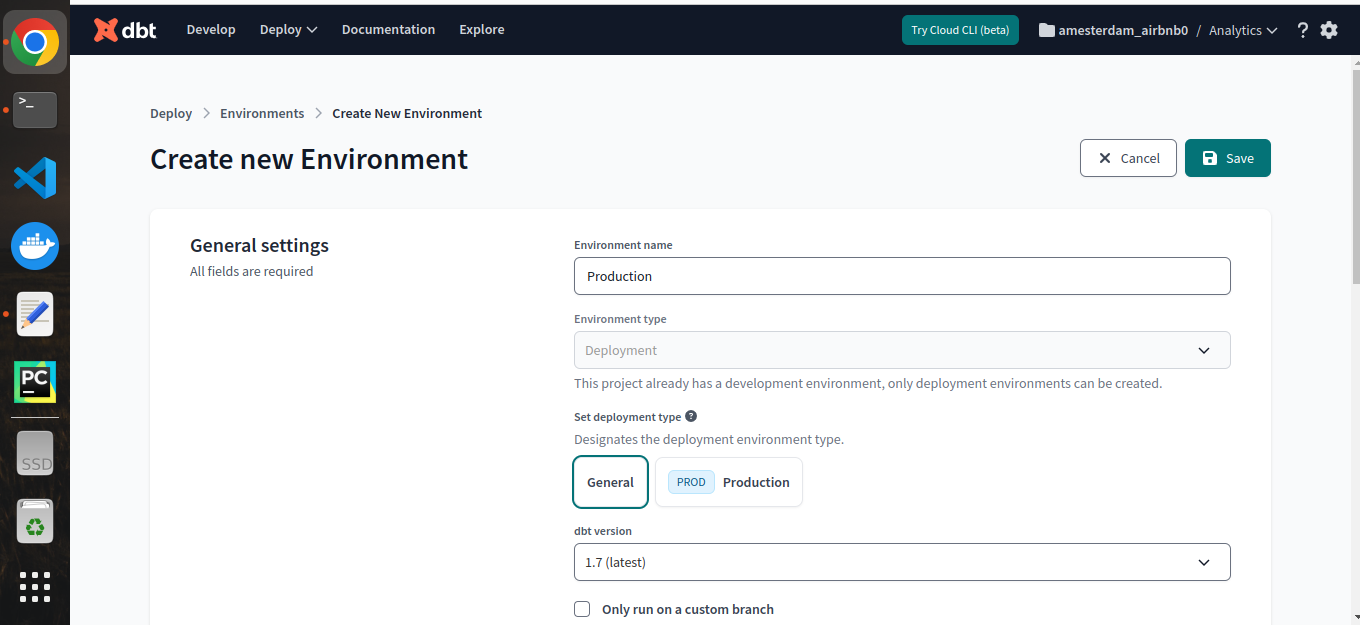 dbt Develop Deploy Documentation Explore Try Cloud CLI (beta) amesterdam_airbnb0 / Analytics ?
>_
Deploy > Environments > Create New Environment
Create new Environment
Cancel Save
General settings
All fields are required
Environment name
Production
Environment type
Deployment
This project already has a development environment, only deployment environments can be created.
Set deployment type ?
Designates the deployment environment type.
General PROD Production
dbt version
1.7 (latest)
Only run on a custom branch
PC
SSD